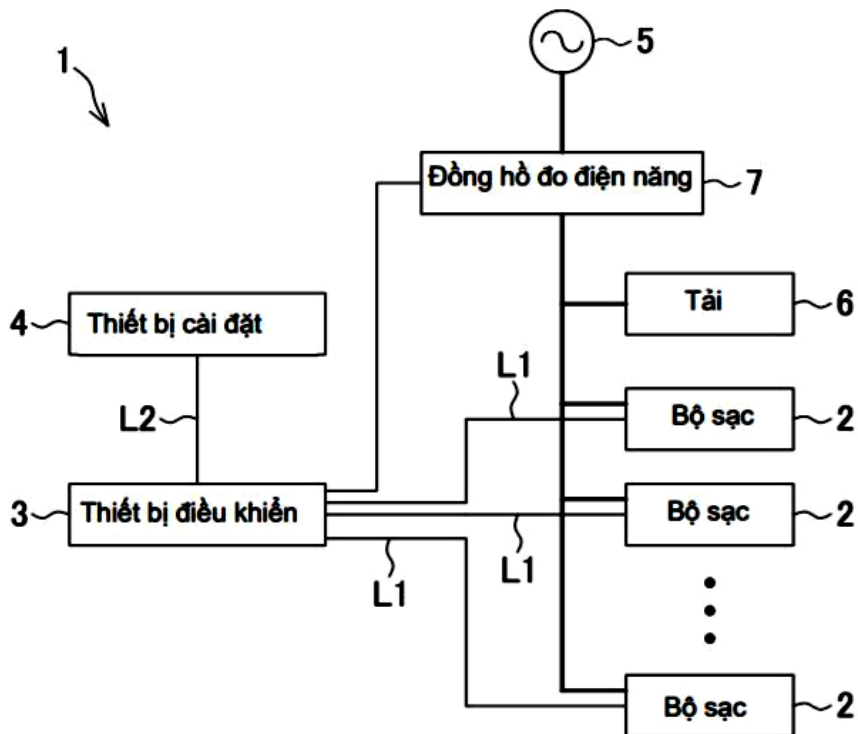 5
1
Đồng hồ đo điện năng
7
Tải
6
4
Thiết bị cài đặt
L1
L2
Bộ sạc
2
3
Thiết bị điều khiển
Bộ sạc
2
L1
L1
Bộ sạc
2